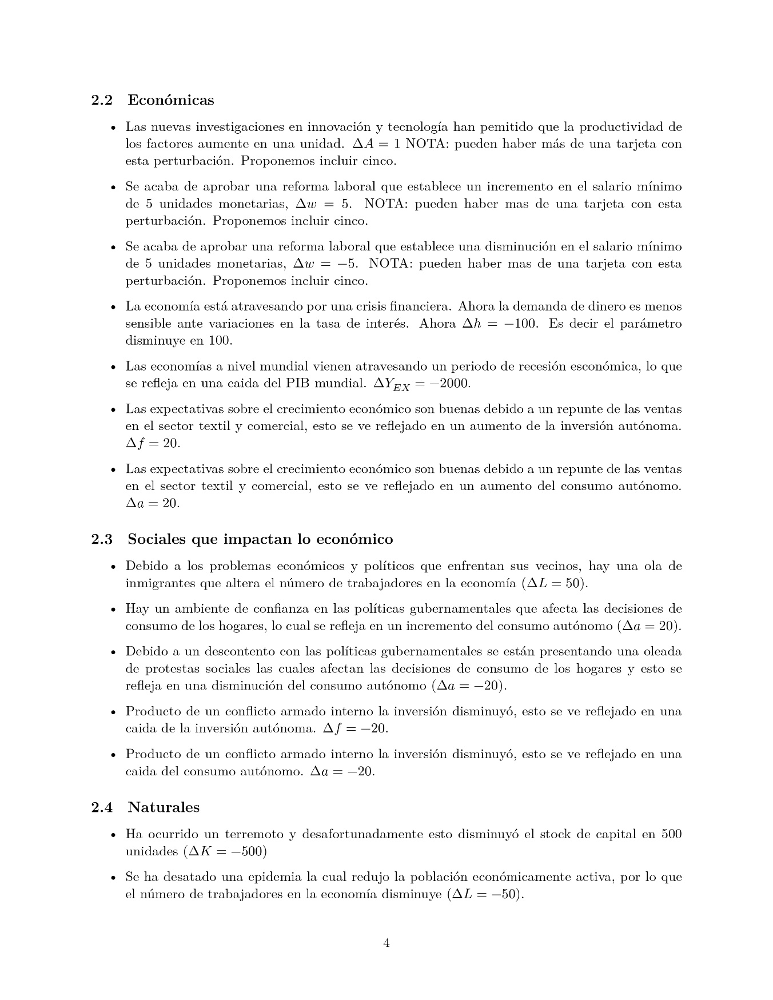 2.2 Económicas
• Las nuevas investigaciones en innovación y tecnología han pemitido que la productividad de
los factores aumente en una unidad. ΔA = 1 NOTA: pueden haber más de una tarjeta con
esta perturbación. Proponemos incluir cinco.
• Se acaba de aprobar una reforma laboral que establece un incremento en el salario mínimo
de 5 unidades monetarias, Δw = 5. NOTA: pueden haber mas de una tarjeta con esta
perturbación. Proponemos incluir cinco.
• Se acaba de aprobar una reforma laboral que establece una disminución en el salario mínimo
de 5 unidades monetarias, Δw = −5. NOTA: pueden haber mas de una tarjeta con esta
perturbación. Proponemos incluir cinco.
• La economía está atravesando por una crisis financiera. Ahora la demanda de dinero es menos
sensible ante variaciones en la tasa de interés. Ahora Δh = −100. Es decir el parámetro
disminuye en 100.
• Las economías a nivel mundial vienen atravesando un periodo de recesión esconómica, lo que
se refleja en una caida del PIB mundial. ΔY_EX = −2000.
• Las expectativas sobre el crecimiento económico son buenas debido a un repunte de las ventas
en el sector textil y comercial, esto se ve reflejado en un aumento de la inversión autónoma.
Δf = 20.
• Las expectativas sobre el crecimiento económico son buenas debido a un repunte de las ventas
en el sector textil y comercial, esto se ve reflejado en un aumento del consumo autónomo.
Δa = 20.
2.3 Sociales que impactan lo económico
• Debido a los problemas económicos y políticos que enfrentan sus vecinos, hay una ola de
inmigrantes que altera el número de trabajadores en la economía (ΔL = 50).
• Hay un ambiente de confianza en las políticas gubernamentales que afecta las decisiones de
consumo de los hogares, lo cual se refleja en un incremento del consumo autónomo (Δa = 20).
• Debido a un descontento con las políticas gubernamentales se están presentando una oleada
de protestas sociales las cuales afectan las decisiones de consumo de los hogares y esto se
refleja en una disminución del consumo autónomo (Δa = −20).
• Producto de un conflicto armado interno la inversión disminuyó, esto se ve reflejado en una
caida de la inversión autónoma. Δf = −20.
• Producto de un conflicto armado interno la inversión disminuyó, esto se ve reflejado en una
caida del consumo autónomo. Δa = −20.
2.4 Naturales
• Ha ocurrido un terremoto y desafortunadamente esto disminuyó el stock de capital en 500
unidades (ΔK = −500)
• Se ha desatado una epidemia la cual redujo la población económicamente activa, por lo que
el número de trabajadores en la economía disminuye (ΔL = −50).
4